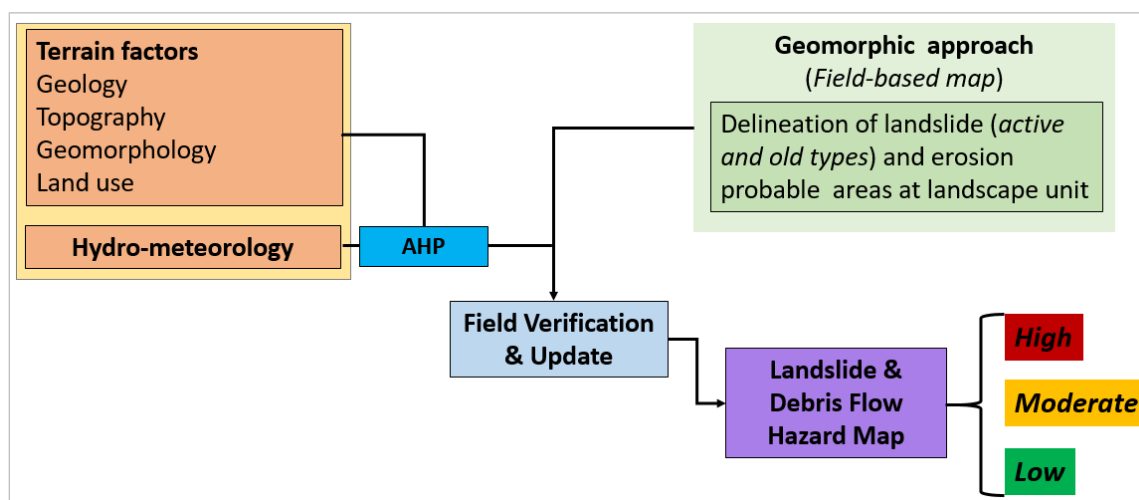 Terrain factors
Geology
Topography
Geomorphology
Land use
Hydro-meteorology
AHP
Geomorphic approach
(Field-based map)
Delineation of landslide (active
and old types) and erosion
probable areas at landscape unit
Field Verification
& Update
Landslide &
Debris Flow
Hazard Map
High
Moderate
Low